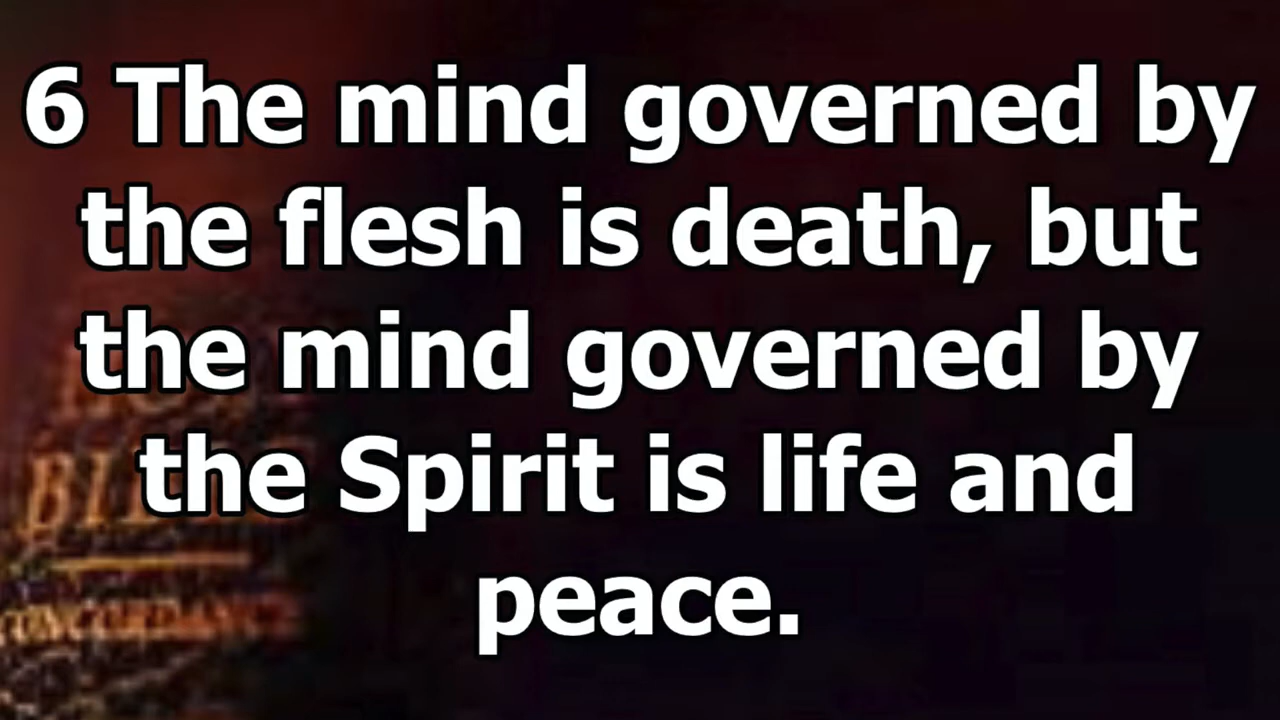 6 The mind governed by
the flesh is death, but
the mind governed by
the Spirit is life and
peace.
CONCORDANCE